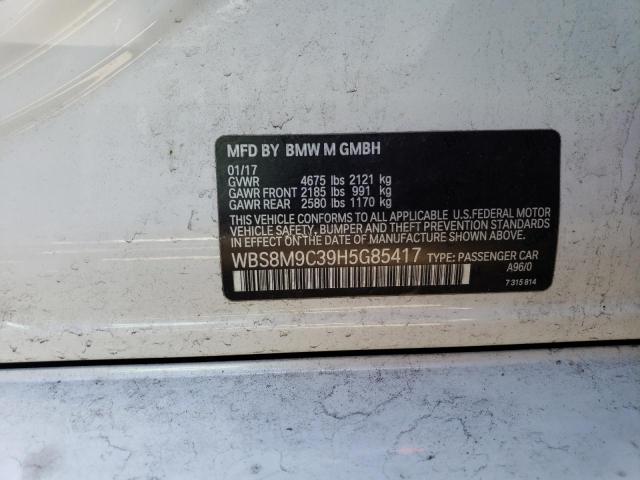 MFD BY BMW M GMBH
01/17
GVWR 4675 lbs 2121 kg
GAWR FRONT 2185 lbs 991 kg
GAWR REAR 2580 lbs 1170 kg
THIS VEHICLE CONFORMS TO ALL APPLICABLE U.S.FEDERAL MOTOR
VEHICLE SAFETY, BUMPER AND THEFT PREVENTION STANDARDS
IN EFFECT ON THE DATE OF MANUFACTURE SHOWN ABOVE.
WBS8M9C39H5G85417 TYPE: PASSENGER CAR
A96/0
7 315 814